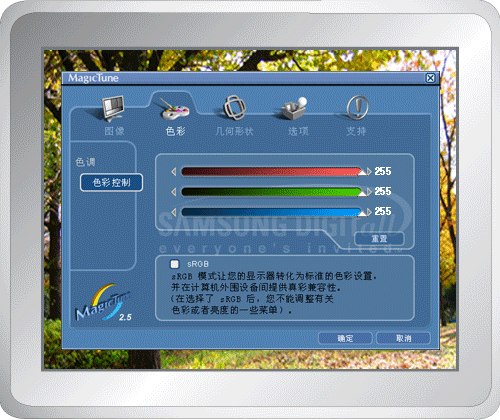 MagicTune
图像 色彩 几何形状 选项 支持
色调
色彩控制
255
255
255
SAMSUNG DIGITall
everyone's invited
重置
sRGB
sRGB 模式让您的显示器转化为标准的色彩设置,
并在计算机外围设备间提供真彩兼容性。
(在选择了 sRGB 后, 您不能调整有关
色彩或者亮度的一些菜单) 。
MagicTune
2.5
确定 取消